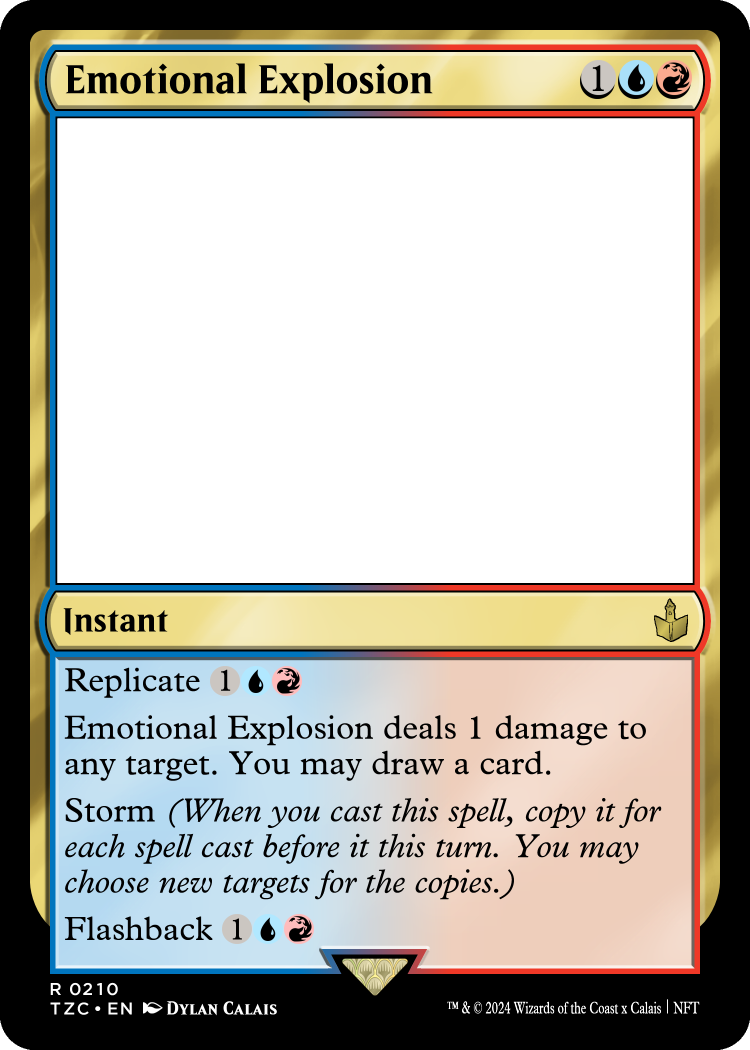 Emotional Explosion 1
Instant
Replicate 1
Emotional Explosion deals 1 damage to
any target. You may draw a card.
Storm (When you cast this spell, copy it for
each spell cast before it this turn. You may
choose new targets for the copies.)
Flashback 1
R 0210
TZC • EN Dylan Calais
™ & © 2024 Wizards of the Coast x Calais | NFT